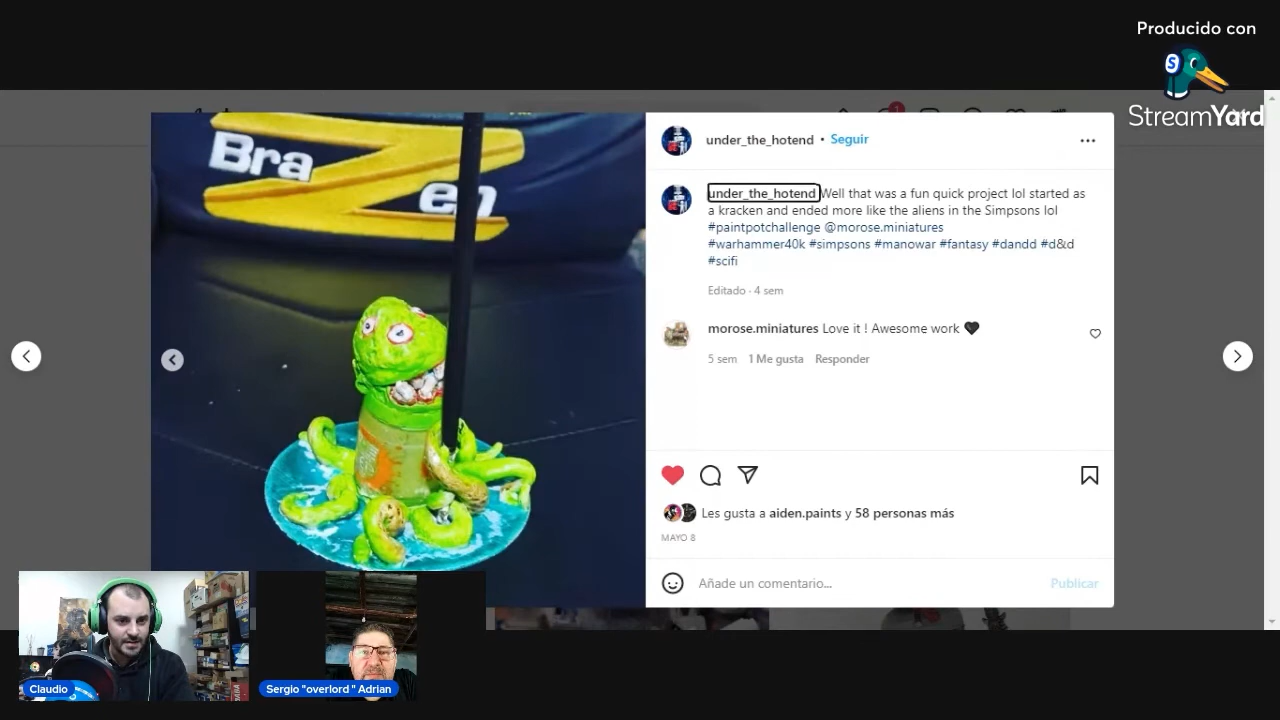 Producido con
StreamYard
Bra
Z
en
under_the_hotend • Seguir
under_the_hotend Well that was a fun quick project lol started as
a kracken and ended more like the aliens in the Simpsons lol
#paintpotchallenge @morose.miniatures
#warhammer40k #simpsons #manowar #fantasy #dandd #d&d
#scifi
Editado · 4 sem
morose.miniatures Love it ! Awesome work 🖤
5 sem 1 Me gusta Responder
Les gusta a aiden.paints y 58 personas más
MAYO 8
Añade un comentario...
Publicar
Claudio
Sergio "overlord " Adrian